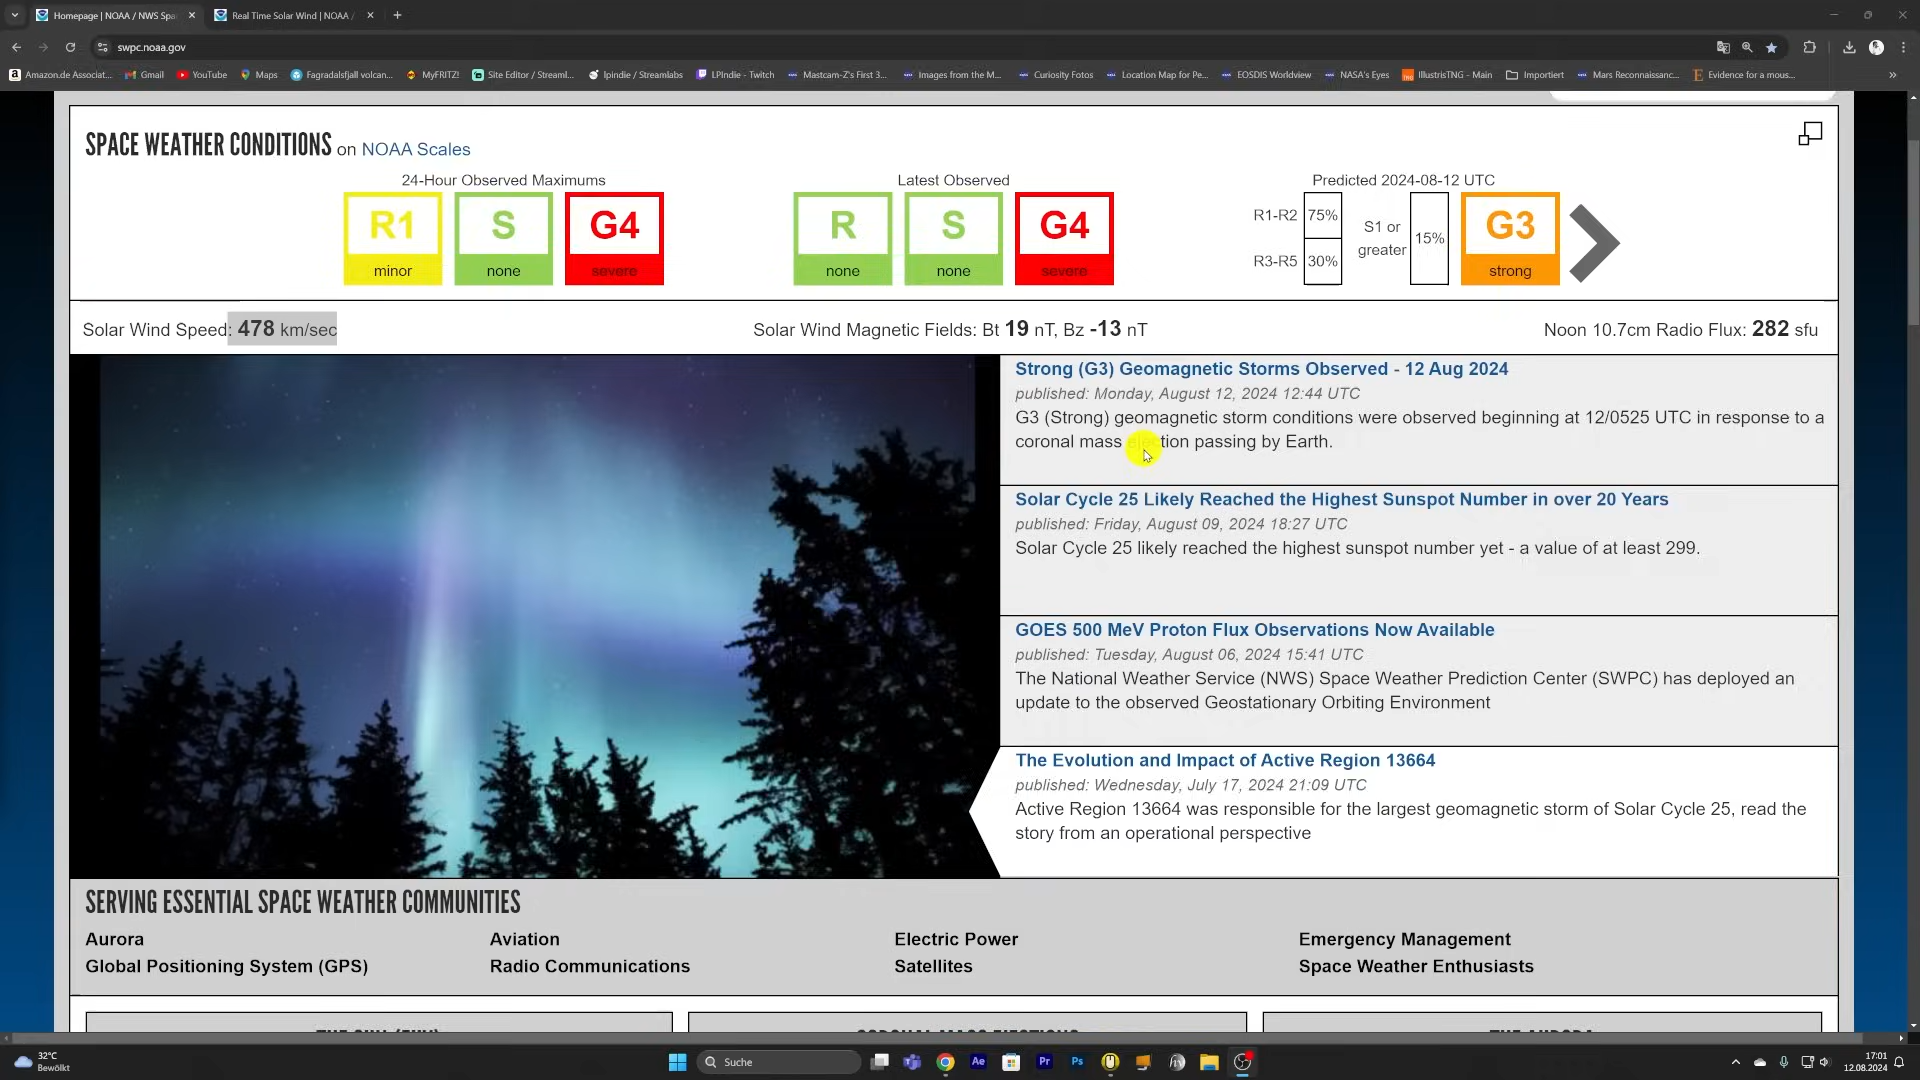 Homepage | NOAA / NWS Spa
Real Time Solar Wind | NOAA /
swpc.noaa.gov
Amazon.de Associat...
Gmail
YouTube
Maps
Fagradalsfjall volcan...
MyFRITZ!
Site Editor / Streaml...
lpindie / Streamlabs
LPIndie - Twitch
Mastcam-Z's First 3...
Images from the M...
Curiosity Fotos
Location Map for Pe...
EOSDIS Worldview
NASA's Eyes
IllustrisTNG - Main
Importiert
Mars Reconnaissanc...
Evidence for a mous...
SPACE WEATHER CONDITIONS on NOAA Scales
24-Hour Observed Maximums
R1
minor
S
none
G4
severe
Latest Observed
R
none
S
none
G4
severe
Predicted 2024-08-12 UTC
R1-R2 75%
R3-R5 30%
S1 or
greater
15%
G3
strong
Solar Wind Speed: 478 km/sec
Solar Wind Magnetic Fields: Bt 19 nT, Bz -13 nT
Noon 10.7cm Radio Flux: 282 sfu
Strong (G3) Geomagnetic Storms Observed - 12 Aug 2024
published: Monday, August 12, 2024 12:44 UTC
G3 (Strong) geomagnetic storm conditions were observed beginning at 12/0525 UTC in response to a
coronal mass ejection passing by Earth.
Solar Cycle 25 Likely Reached the Highest Sunspot Number in over 20 Years
published: Friday, August 09, 2024 18:27 UTC
Solar Cycle 25 likely reached the highest sunspot number yet - a value of at least 299.
GOES 500 MeV Proton Flux Observations Now Available
published: Tuesday, August 06, 2024 15:41 UTC
The National Weather Service (NWS) Space Weather Prediction Center (SWPC) has deployed an
update to the observed Geostationary Orbiting Environment
The Evolution and Impact of Active Region 13664
published: Wednesday, July 17, 2024 21:09 UTC
Active Region 13664 was responsible for the largest geomagnetic storm of Solar Cycle 25, read the
story from an operational perspective
SERVING ESSENTIAL SPACE WEATHER COMMUNITIES
Aurora
Aviation
Electric Power
Emergency Management
Global Positioning System (GPS)
Radio Communications
Satellites
Space Weather Enthusiasts
32°C
Bewölkt
Suche
17:01
12.08.2024